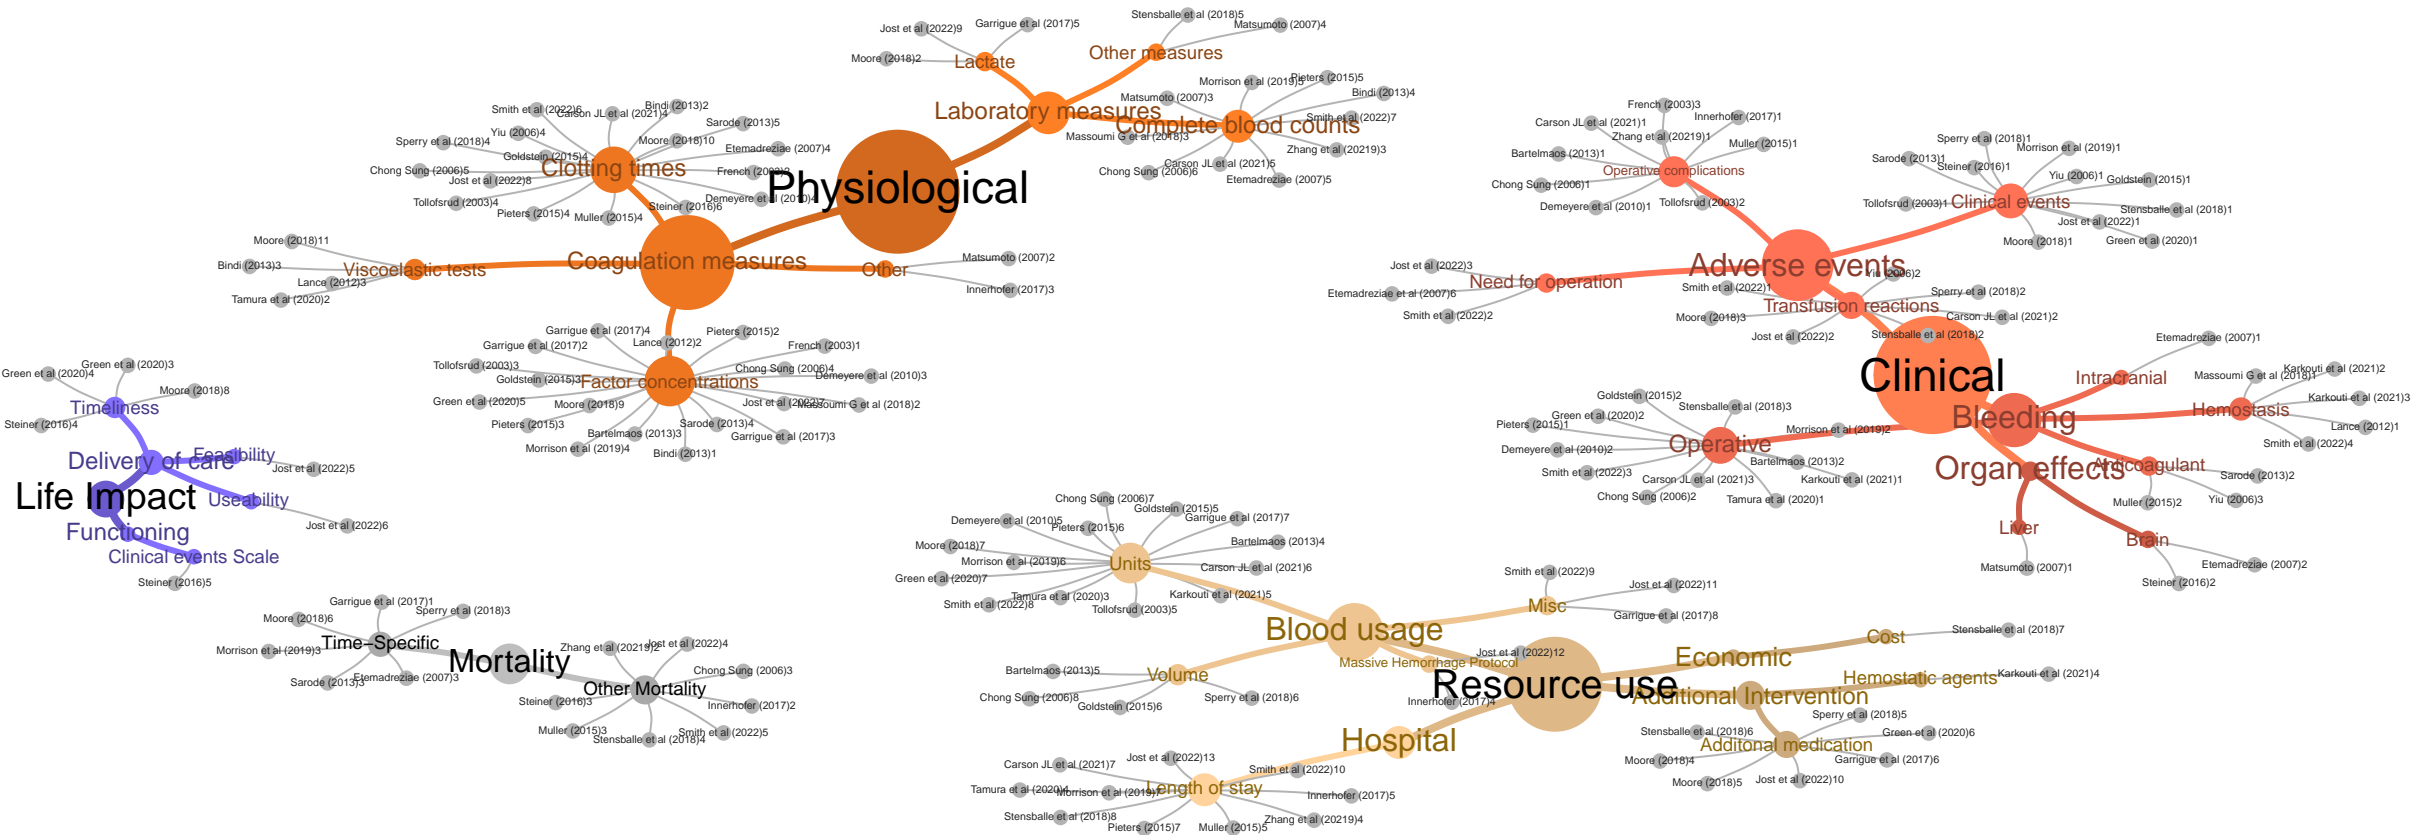 Physiological
Laboratory measures
Lactate
Jost et al (2022)9
Garrigue et al (2017)5
Moore (2018)2
Other measures
Stensballe et al (2018)5
Matsumoto (2007)4
Complete blood counts
Morrison et al (2019)5
Pieters (2015)5
Matsumoto (2007)3
Bindi (2013)4
Smith et al (2022)7
Massoumi G et al (2018)3
Zhang et al (20219)3
Carson JL et al (2021)5
Chong Sung (2006)6
Etemadreziae (2007)5
Coagulation measures
Clotting times
Smith et al (2022)6
Carson JL et al (2021)4
Bindi (2013)2
Sarode (2013)5
Yiu (2006)4
Moore (2018)10
Sperry et al (2018)4
Goldstein (2015)4
Etemadreziae (2007)4
Chong Sung (2006)5
Jost et al (2022)8
French (2003)2
Tollofsrud (2003)4
Demeyere et al (2010)4
Pieters (2015)4
Muller (2015)4
Steiner (2016)6
Viscoelastic tests
Moore (2018)11
Bindi (2013)3
Lance (2012)3
Tamura et al (2020)2
Other
Matsumoto (2007)2
Innerhofer (2017)3
Factor concentrations
Garrigue et al (2017)4
Pieters (2015)2
Garrigue et al (2017)2
Lance (2012)2
French (2003)1
Tollofsrud (2003)3
Chong Sung (2006)4
Goldstein (2015)3
Demeyere et al (2010)3
Green et al (2020)5
Moore (2018)9
Jost et al (2022)7
Massoumi G et al (2018)2
Pieters (2015)3
Bartelmaos (2013)3
Sarode (2013)4
Garrigue et al (2017)3
Morrison et al (2019)4
Bindi (2013)1
Life Impact
Delivery of care
Timeliness
Green et al (2020)3
Green et al (2020)4
Moore (2018)8
Steiner (2016)4
Feasibility
Jost et al (2022)5
Useability
Jost et al (2022)6
Functioning
Clinical events Scale
Steiner (2016)5
Mortality
Time−Specific
Garrigue et al (2017)1
Sperry et al (2018)3
Moore (2018)6
Morrison et al (2019)3
Sarode (2013)3
Etemadreziae (2007)3
Other Mortality
Zhang et al (20219)2
Jost et al (2022)4
Chong Sung (2006)3
Steiner (2016)3
Innerhofer (2017)2
Muller (2015)3
Stensballe et al (2018)4
Smith et al (2022)5
Clinical
Adverse events
Operative complications
French (2003)3
Carson JL et al (2021)1
Innerhofer (2017)1
Zhang et al (20219)1
Muller (2015)1
Bartelmaos (2013)1
Chong Sung (2006)1
Tollofsrud (2003)2
Demeyere et al (2010)1
Clinical events
Sperry et al (2018)1
Morrison et al (2019)1
Sarode (2013)1
Steiner (2016)1
Yiu (2006)1
Goldstein (2015)1
Tollofsrud (2003)1
Stensballe et al (2018)1
Jost et al (2022)1
Moore (2018)1
Green et al (2020)1
Need for operation
Jost et al (2022)3
Etemadreziae et al (2007)6
Smith et al (2022)2
Transfusion reactions
Yiu (2006)2
Smith et al (2022)1
Sperry et al (2018)2
Moore (2018)3
Carson JL et al (2021)2
Jost et al (2022)2
Stensballe et al (2018)2
Bleeding
Intracranial
Etemadreziae (2007)1
Hemostasis
Massoumi G et al (2018)1
Karkouti et al (2021)2
Karkouti et al (2021)3
Lance (2012)1
Smith et al (2022)4
Anticoagulant
Sarode (2013)2
Muller (2015)2
Yiu (2006)3
Operative
Goldstein (2015)2
Stensballe et al (2018)3
Green et al (2020)2
Pieters (2015)1
Morrison et al (2019)2
Demeyere et al (2010)2
Bartelmaos (2013)2
Smith et al (2022)3
Carson JL et al (2021)3
Karkouti et al (2021)1
Chong Sung (2006)2
Tamura et al (2020)1
Organ effects
Liver
Matsumoto (2007)1
Brain
Etemadreziae (2007)2
Steiner (2016)2
Resource use
Blood usage
Units
Chong Sung (2006)7
Goldstein (2015)5
Demeyere et al (2010)5
Pieters (2015)6
Garrigue et al (2017)7
Moore (2018)7
Bartelmaos (2013)4
Morrison et al (2019)6
Carson JL et al (2021)6
Green et al (2020)7
Tamura et al (2020)3
Karkouti et al (2021)5
Smith et al (2022)8
Tollofsrud (2003)5
Misc
Smith et al (2022)9
Jost et al (2022)11
Garrigue et al (2017)8
Volume
Bartelmaos (2013)5
Chong Sung (2006)8
Goldstein (2015)6
Sperry et al (2018)6
Massive Hemorrhage Protocol
Jost et al (2022)12
Innerhofer (2017)4
Economic
Cost
Stensballe et al (2018)7
Additional Intervention
Hemostatic agents
Karkouti et al (2021)4
Additonal medication
Sperry et al (2018)5
Stensballe et al (2018)6
Green et al (2020)6
Moore (2018)4
Garrigue et al (2017)6
Moore (2018)5
Jost et al (2022)10
Hospital
Length of stay
Jost et al (2022)13
Carson JL et al (2021)7
Smith et al (2022)10
Tamura et al (2020)4
Morrison et al (2019)7
Innerhofer (2017)5
Stensballe et al (2018)8
Zhang et al (20219)4
Pieters (2015)7
Muller (2015)5